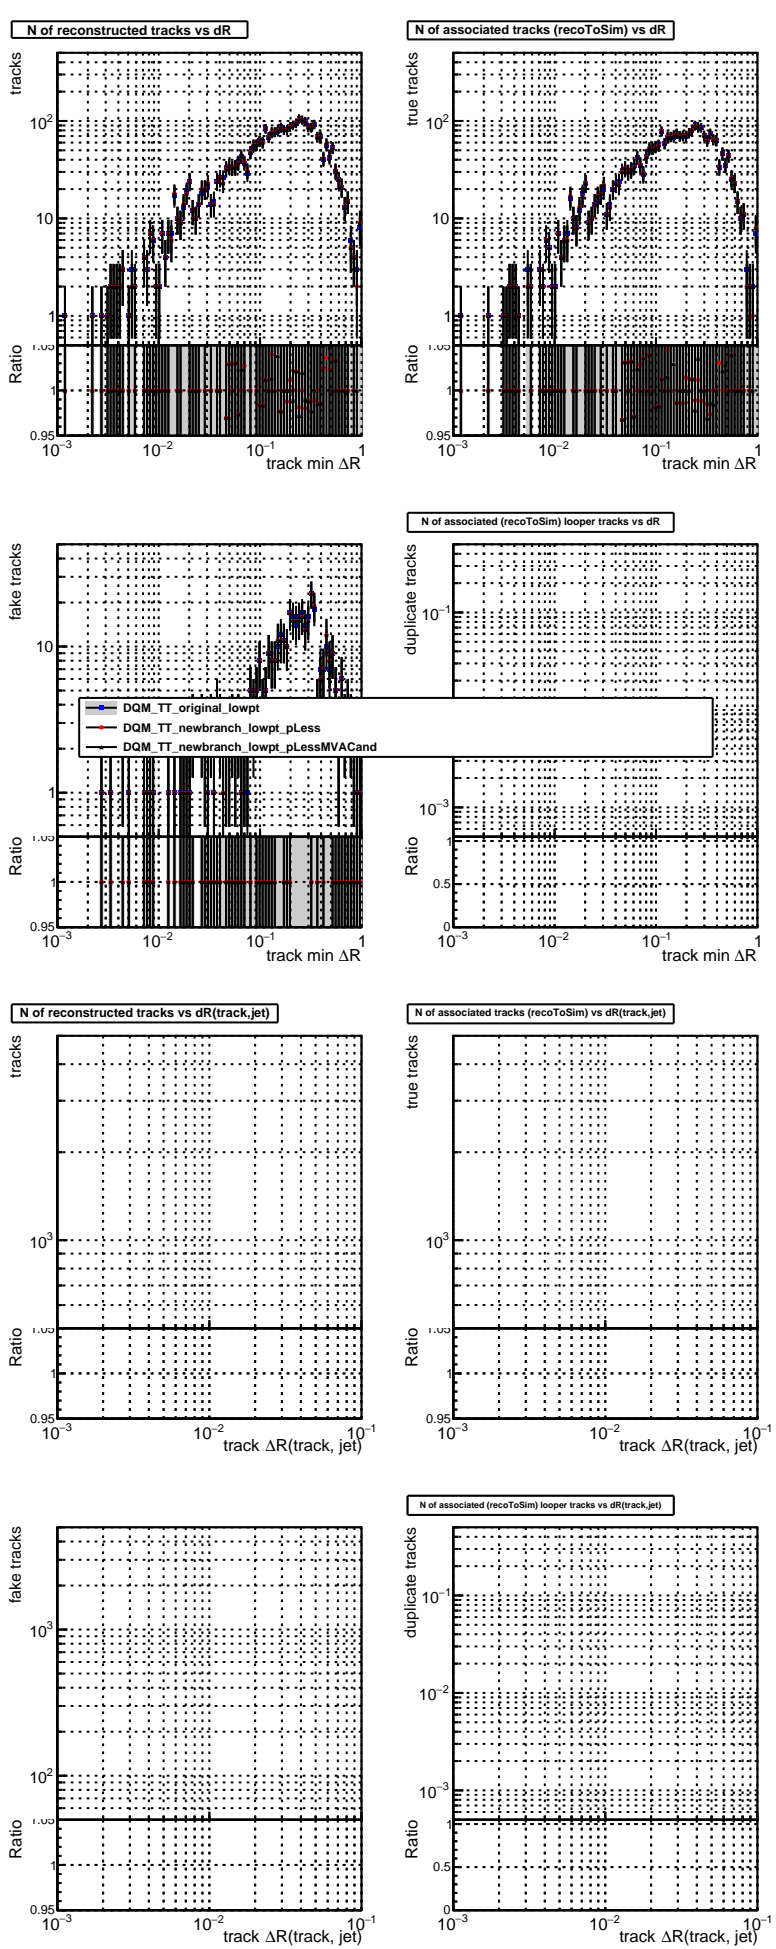 N of reconstructed tracks vs dR
N of associated tracks (recoToSim) vs dR
tracks
10²
10
1
Ratio
1.05
1
0.95
10⁻³ 10⁻² 10⁻¹ 1
track min ΔR
true tracks
10²
10
1
Ratio
1.05
1
0.95
10⁻³ 10⁻² 10⁻¹ 1
track min ΔR
N of associated (recoToSim) looper tracks vs dR
fake tracks
10
1
Ratio
1.05
1
0.95
10⁻³ 10⁻² 10⁻¹ 1
track min ΔR
duplicate tracks
10⁻¹
10⁻³
Ratio
1
0.5
0
10⁻³ 10⁻² 10⁻¹ 1
track min ΔR
DQM_TT_original_lowpt
DQM_TT_newbranch_lowpt_pLess
DQM_TT_newbranch_lowpt_pLessMVACand
N of reconstructed tracks vs dR(track,jet)
N of associated tracks (recoToSim) vs dR(track,jet)
tracks
10³
Ratio
1.05
1
0.95
10⁻³ 10⁻² 10⁻¹
track ΔR(track, jet)
true tracks
10³
Ratio
1.05
1
0.95
10⁻³ 10⁻² 10⁻¹
track ΔR(track, jet)
N of associated (recoToSim) looper tracks vs dR(track,jet)
fake tracks
10³
10²
Ratio
1.05
1
0.95
10⁻³ 10⁻² 10⁻¹
track ΔR(track, jet)
duplicate tracks
10⁻¹
10⁻²
10⁻³
Ratio
1
0.5
0
10⁻³ 10⁻² 10⁻¹
track ΔR(track, jet)